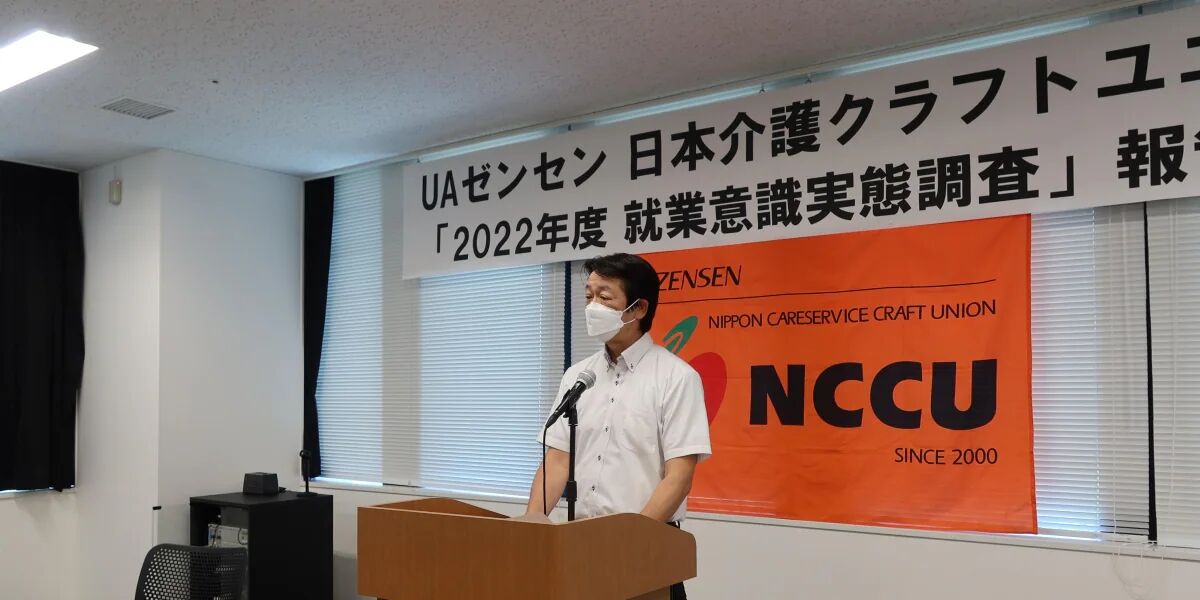 UAゼンセン 日本介護クラフトユニ
「2022年度 就業意識実態調査」報
ZENSEN
NIPPON CARESERVICE CRAFT UNION
NCCU
SINCE 2000